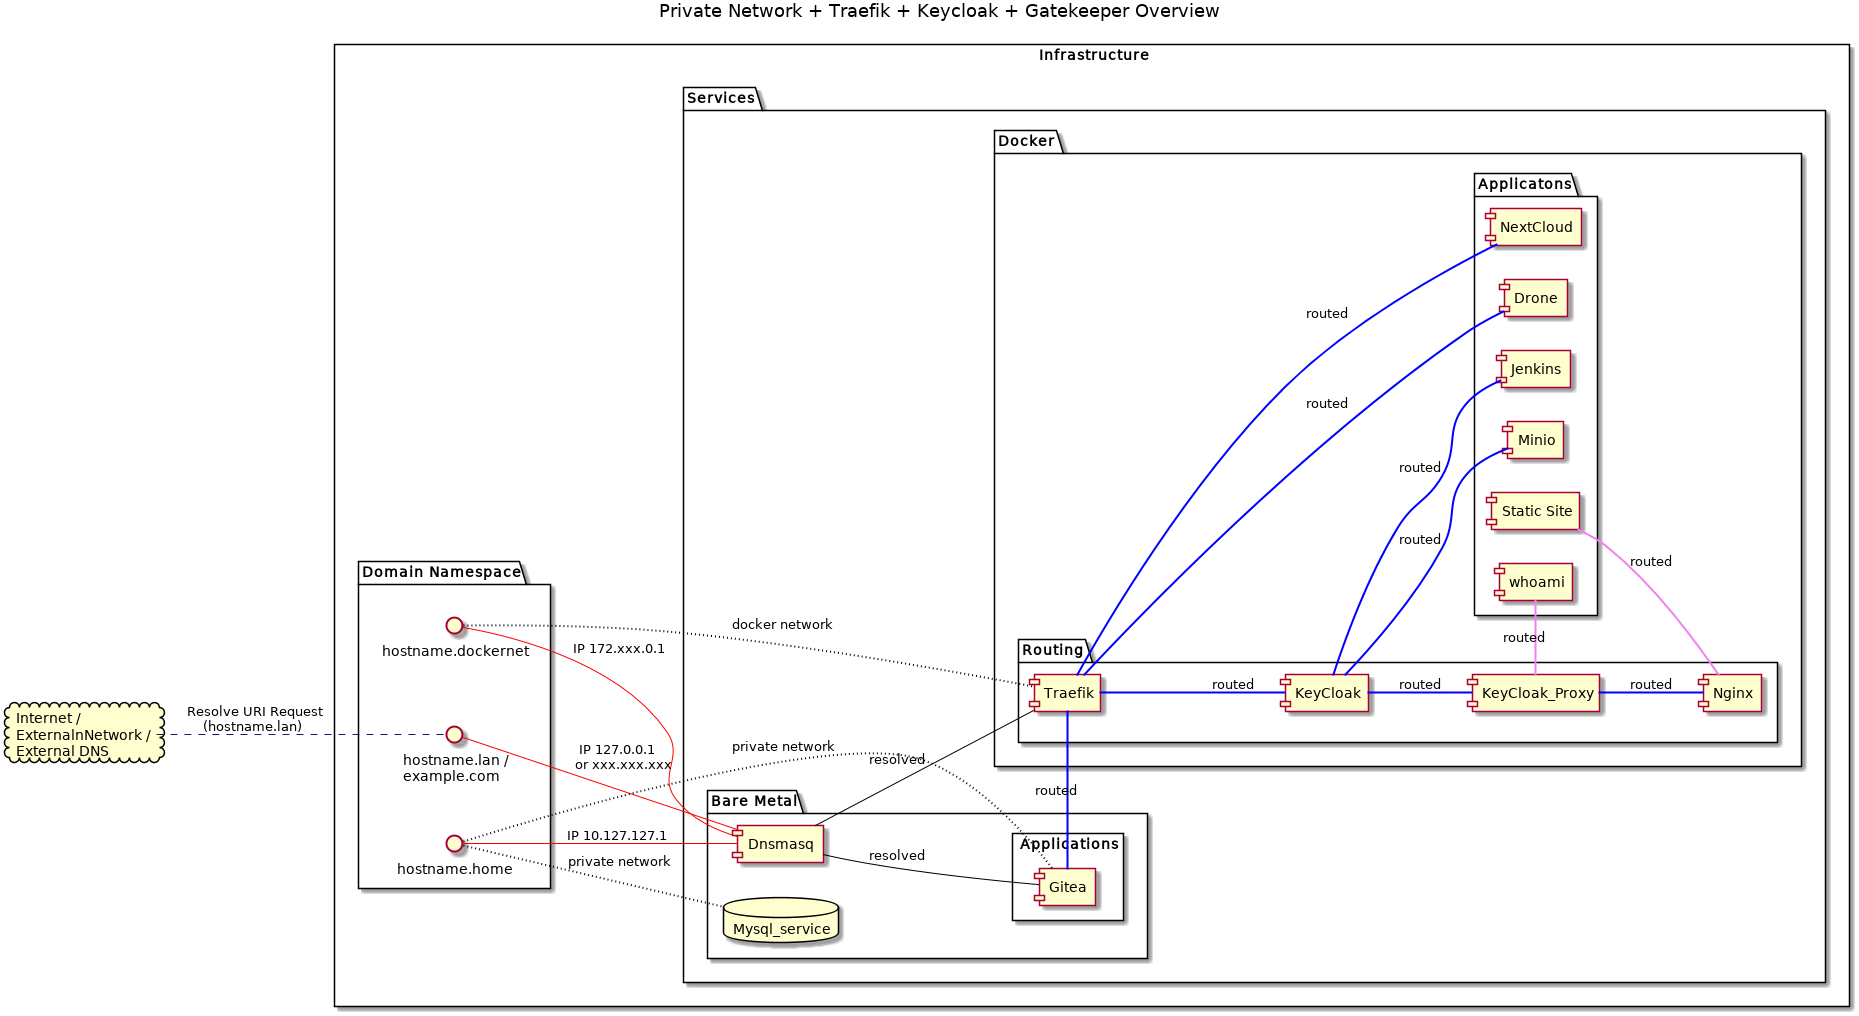 Private Network + Traefik + Keycloak + Gatekeeper Overview
Infrastructure
Services
Docker
Applicatons
NextCloud
Drone
routed
Jenkins
routed
Minio
routed
Static Site
routed
routed
Domain Namespace
whoami
hostname.dockernet
docker network
IP 172.xxx.0.1
routed
Routing
Traefik
routed
KeyCloak
routed
KeyCloak_Proxy
routed
Nginx
Internet /
ExternalnNetwork /
External DNS
Resolve URI Request
(hostname.lan)
hostname.lan /
example.com
IP 127.0.0.1
or xxx.xxx.xxx
private network
resolved
routed
Bare Metal
IP 10.127.127.1
Dnsmasq
Applications
hostname.home
private network
resolved
Gitea
Mysql_service